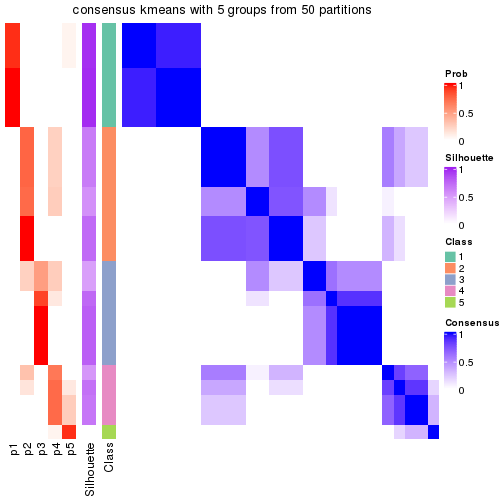 consensus kmeans with 5 groups from 50 partitions
Prob
1
0.5
0
Silhouette
1
0.5
0
Class
1
2
3
4
5
Consensus
1
0.5
0
p1
p2
p3
p4
p5
Silhouette
Class